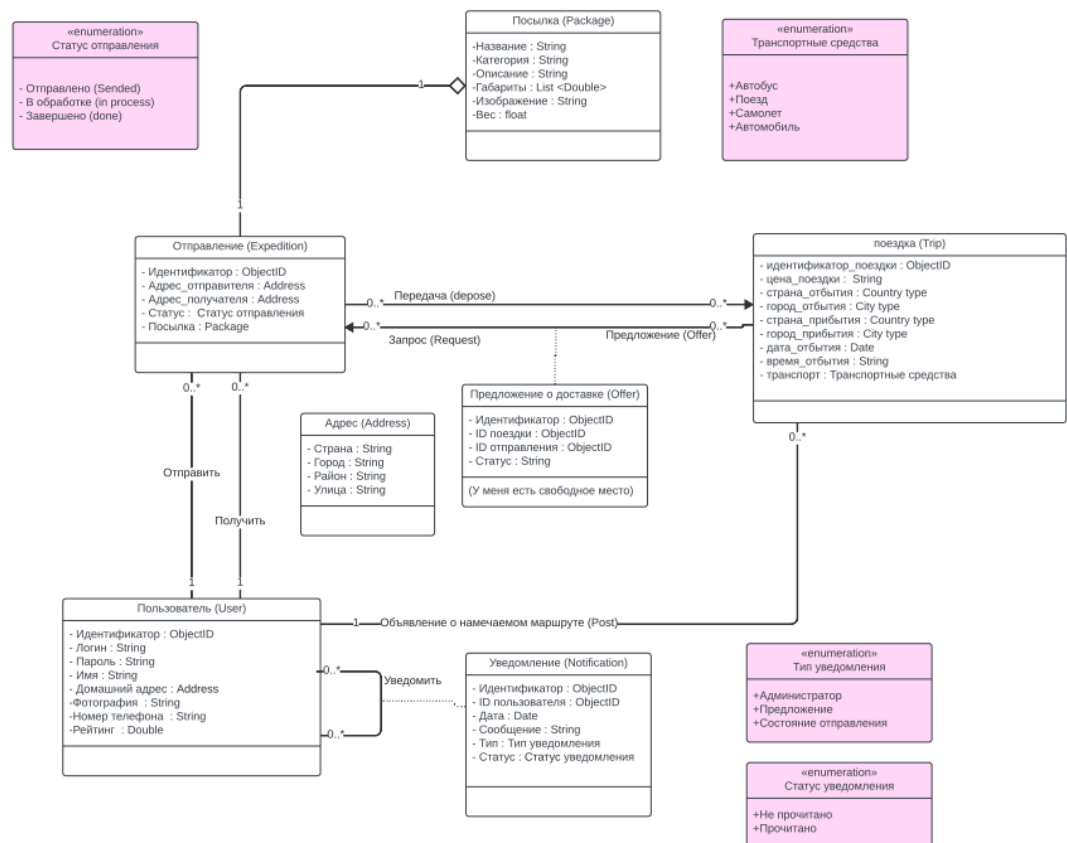 «enumeration»
Статус отправления
- Отправлено (Sended)
- В обработке (in process)
- Завершено (done)
Посылка (Package)
-Название : String
-Категория : String
-Описание : String
-Габариты : List <Double>
-Изображение : String
-Вес : float
«enumeration»
Транспортные средства
+Автобус
+Поезд
+Самолет
+Автомобиль
1
1
Отправление (Expedition)
- Идентификатор : ObjectID
- Адрес_отправителя : Address
- Адрес_получателя : Address
- Статус : Статус отправления
- Посылка : Package
0..*
Передача (depose)
0..*
0..*
Запрос (Request)
Предложение (Offer)
0..*
поездка (Trip)
- идентификатор_поездки : ObjectID
- цена_поездки : String
- страна_отбытия : Country type
- город_отбытия : City type
- страна_прибытия : Country type
- город_прибытия : City type
- дата_отбытия : Date
- время_отбытия : String
- транспорт : Транспортные средства
0..*
0..*
0..*
Отправить
Получить
1
1
Адрес (Address)
- Страна : String
- Город : String
- Район : String
- Улица : String
Предложение о доставке (Offer)
- Идентификатор : ObjectID
- ID поездки : ObjectID
- ID отправления : ObjectID
- Статус : String
(У меня есть свободное место)
Пользователь (User)
- Идентификатор : ObjectID
- Логин : String
- Пароль : String
- Имя : String
- Домашний адрес : Address
-Фотография : String
-Номер телефона : String
-Рейтинг : Double
1
Объявление о намечаемом маршруте (Post)
0..*
Уведомить
0..*
Уведомление (Notification)
- Идентификатор : ObjectID
- ID пользователя : ObjectID
- Дата : Date
- Сообщение : String
- Тип : Тип уведомления
- Статус : Статус уведомления
«enumeration»
Тип уведомления
+Администратор
+Предложение
+Состояние отправления
«enumeration»
Статус уведомления
+Не прочитано
+Прочитано